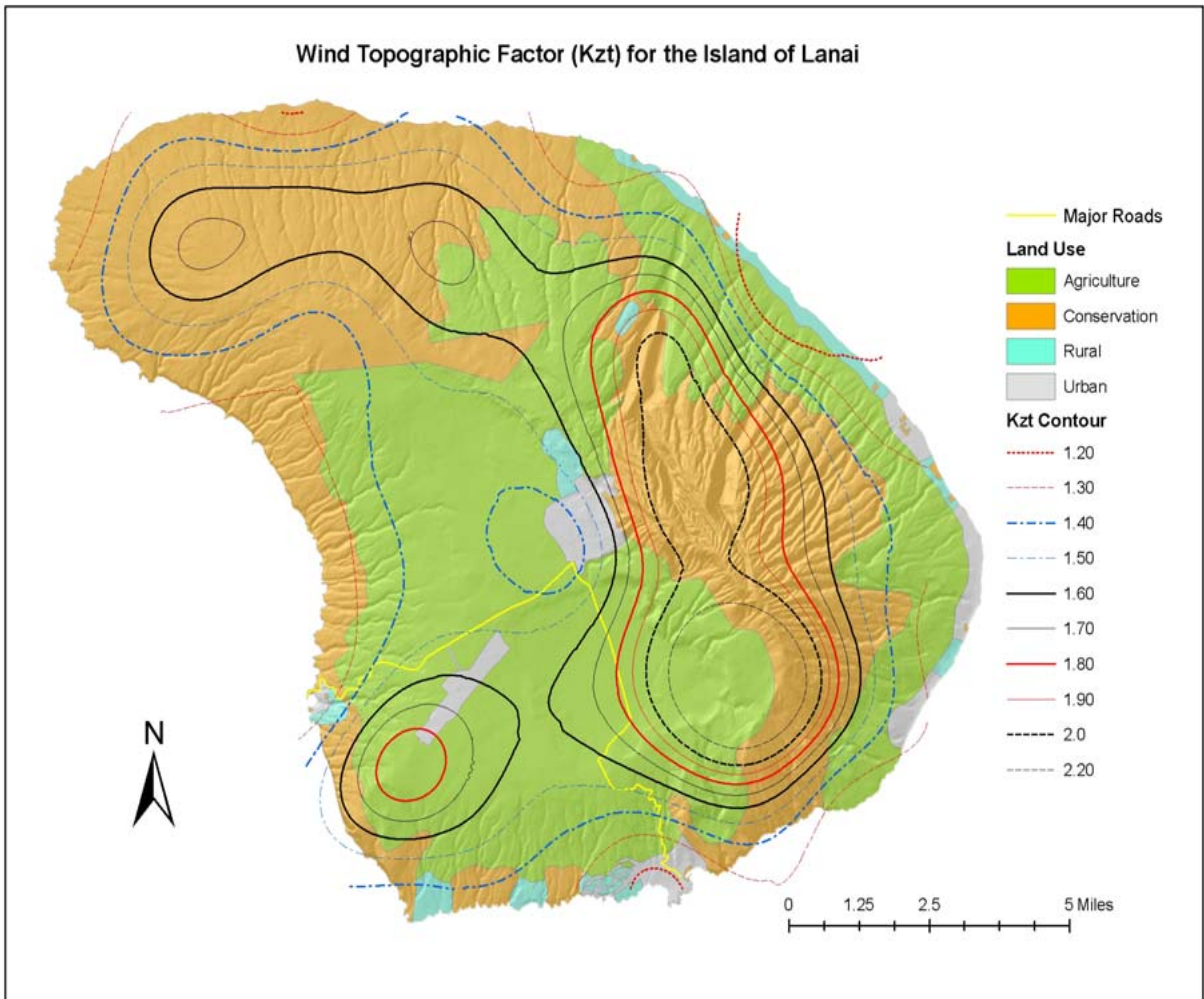 Wind Topographic Factor (Kzt) for the Island of Lanai
Major Roads
Land Use
Agriculture
Conservation
Rural
Urban
Kzt Contour
1.20
1.30
1.40
1.50
1.60
1.70
1.80
1.90
2.0
2.20
N
0 1.25 2.5 5 Miles